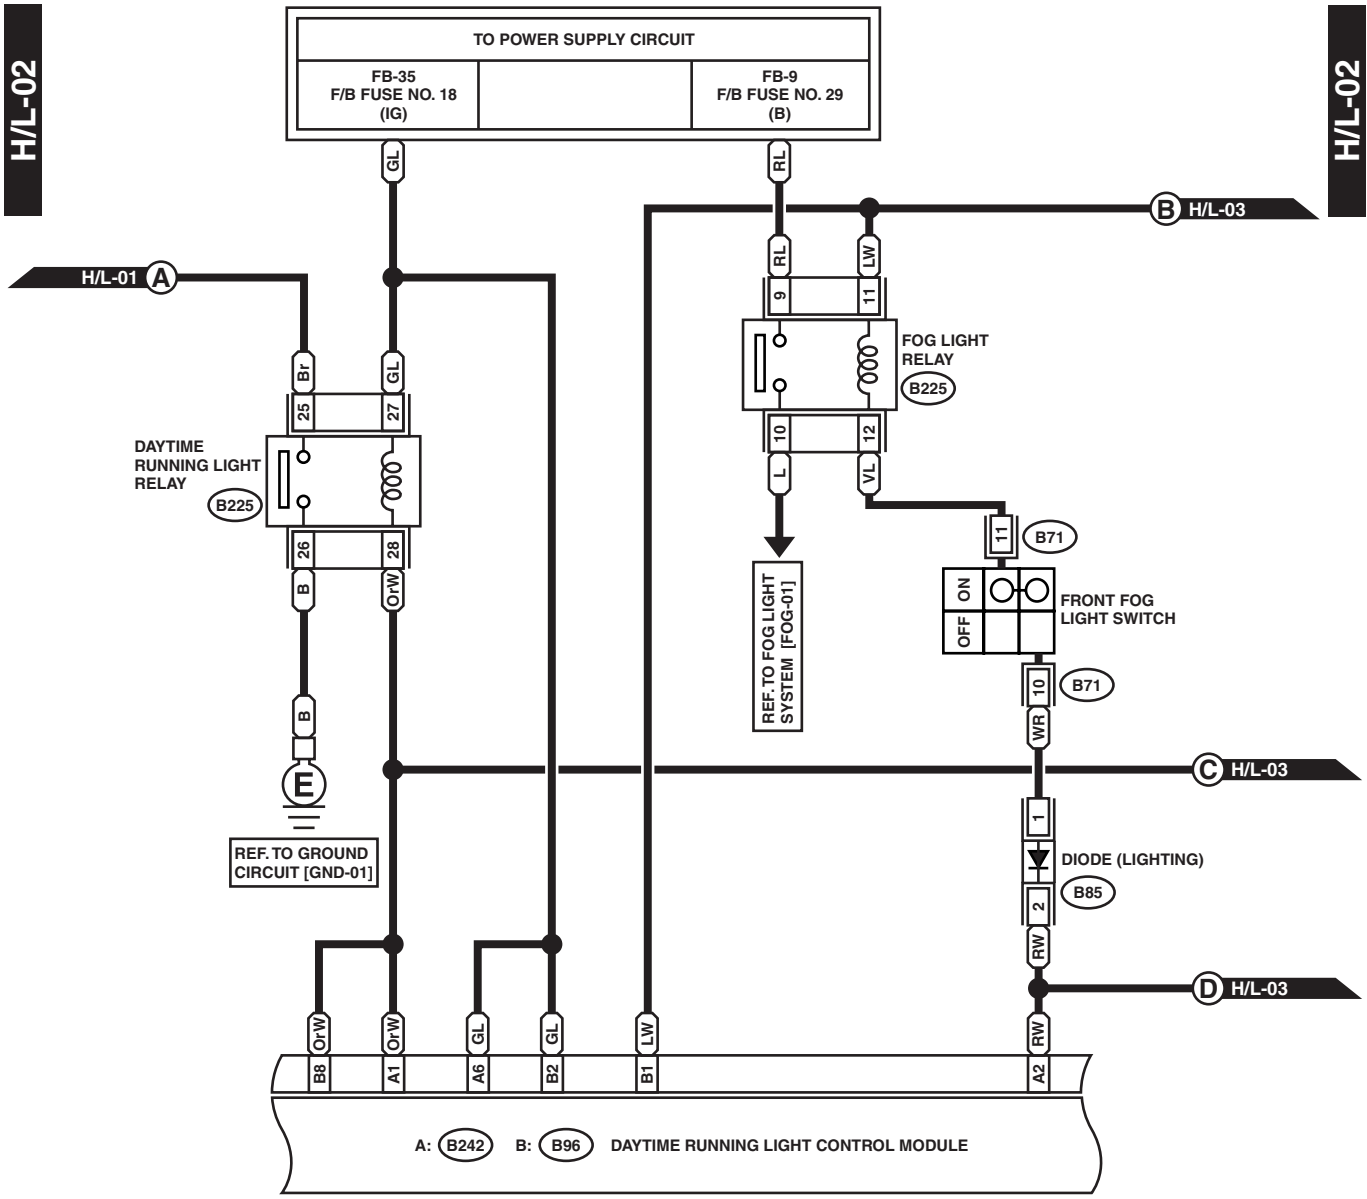 H/L-02
H/L-02
TO POWER SUPPLY CIRCUIT
FB-35
F/B FUSE NO. 18
(IG)
FB-9
F/B FUSE NO. 29
(B)
GL
RL
B H/L-03
H/L-01 A
RL
LW
9
11
Br
GL
25
27
FOG LIGHT
RELAY
B225
DAYTIME
RUNNING LIGHT
RELAY
B225
10
12
L
VL
26
28
B
OrW
11
B71
ON
OFF
FRONT FOG
LIGHT SWITCH
REF. TO FOG LIGHT
SYSTEM [FOG-01]
10
B71
WR
B
E
C H/L-03
REF. TO GROUND
CIRCUIT [GND-01]
1
DIODE (LIGHTING)
B85
2
RW
D H/L-03
OrW
OrW
GL
GL
LW
RW
B8
A1
A6
B2
B1
A2
A: B242 B: B96 DAYTIME RUNNING LIGHT CONTROL MODULE